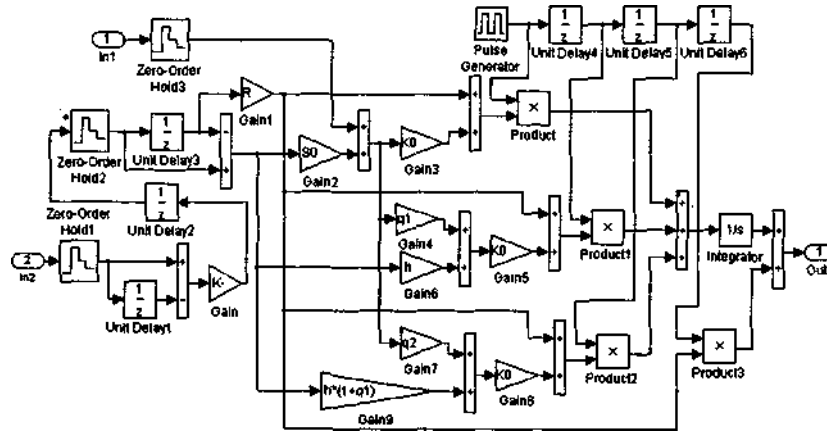 1
In1
Zero-Order
Hold3
Pulse
Generator
1
z
Unit Delay4
1
z
Unit Delay5
1
z
Unit Delay6
R
Gain1
Zero-Order
Hold2
1
z
Unit Delay3
S0
Gain2
K0
Gain3
×
Product
1
z
Unit Delay2
Zero-Order
Hold1
2
In2
1
z
Unit Delay1
K-
Gain
q1
Gain4
h
Gain6
K0
Gain5
×
Product1
1/s
Integrator
1
Out
q2
Gain7
h*(1+q1)
Gain9
K0
Gain8
×
Product2
×
Product3